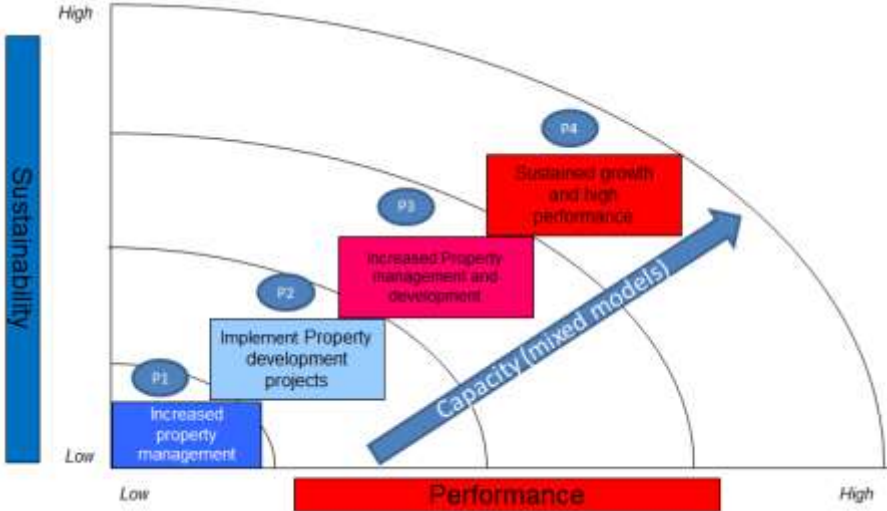 High
P4
Sustained growth
and high
performance
P3
Increased Property
management and
development
P2
Implement Property
development
projects
P1
Increased
property
management
Sustainability
Capacity (mixed models)
Low
Low
Performance
High